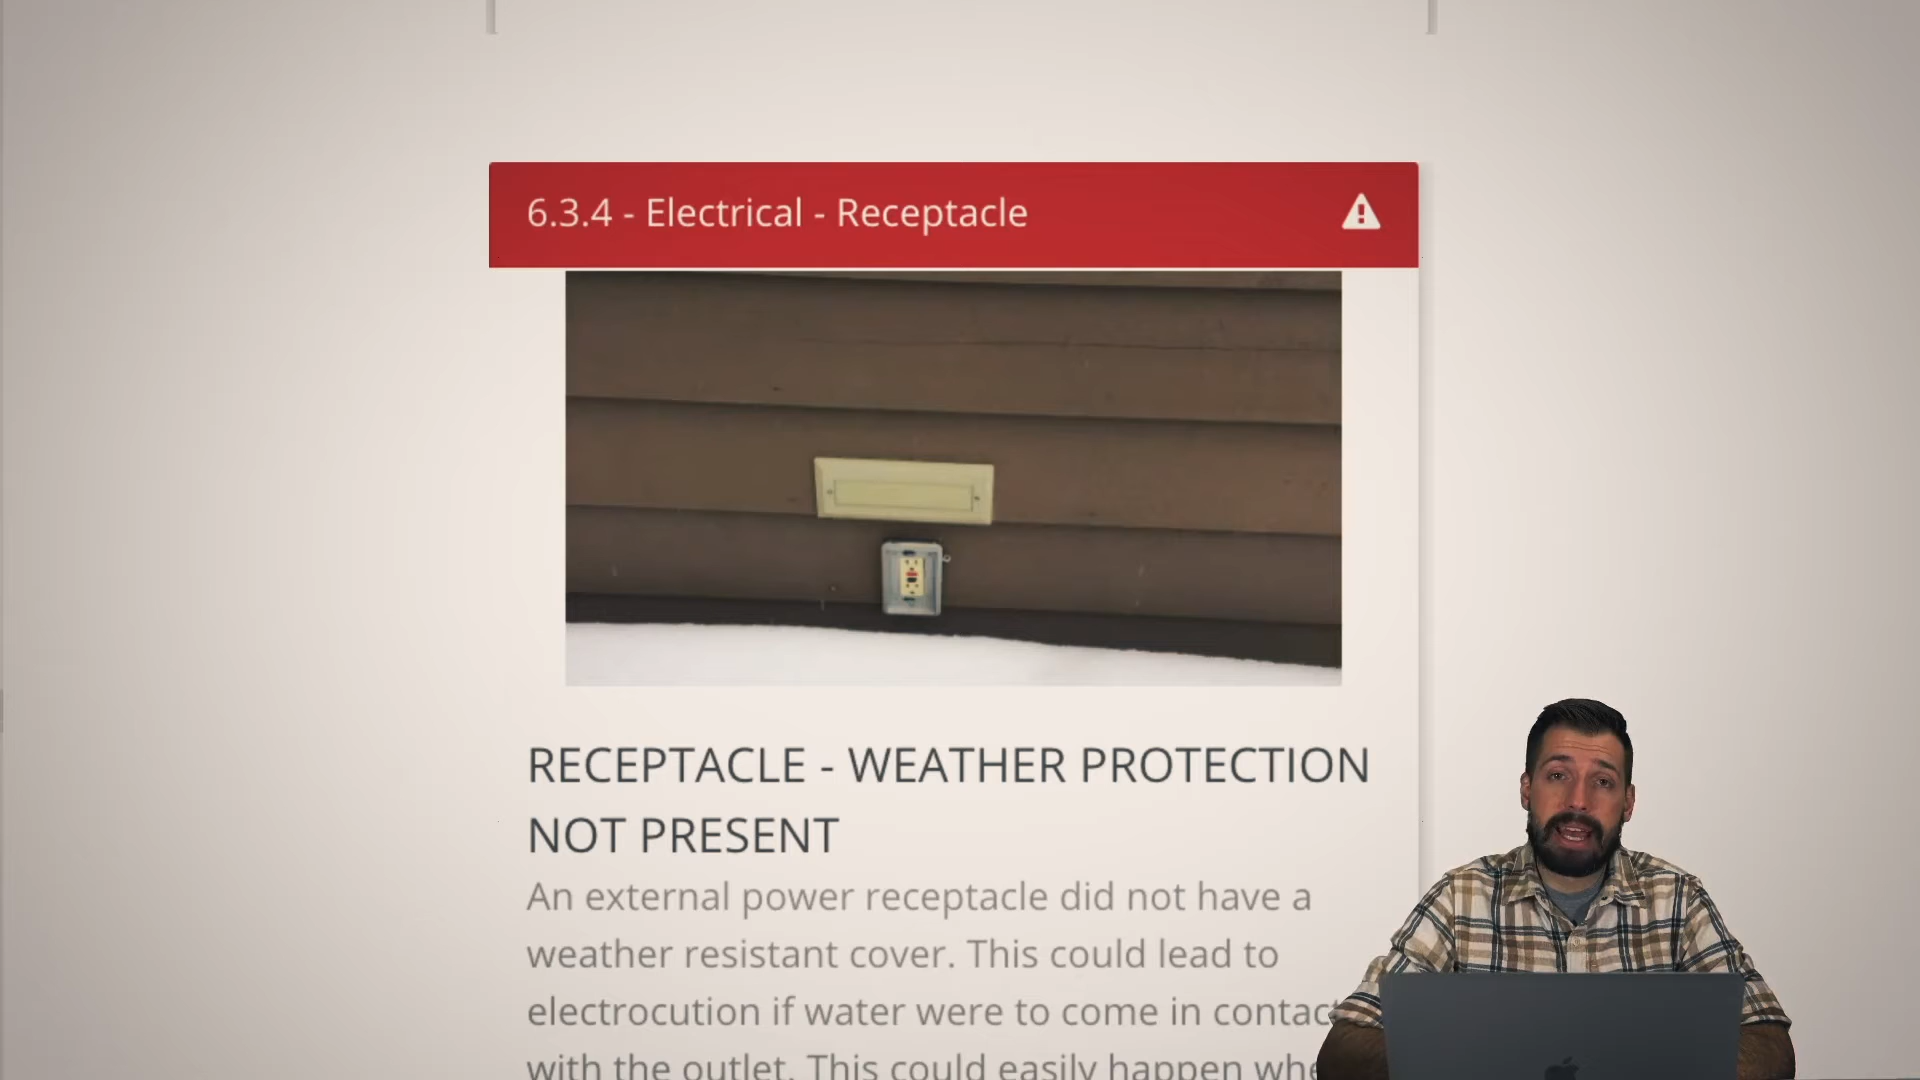 6.3.4 - Electrical - Receptacle
RECEPTACLE - WEATHER PROTECTION
NOT PRESENT
An external power receptacle did not have a
weather resistant cover. This could lead to
electrocution if water were to come in contact
with the outlet. This could easily happen